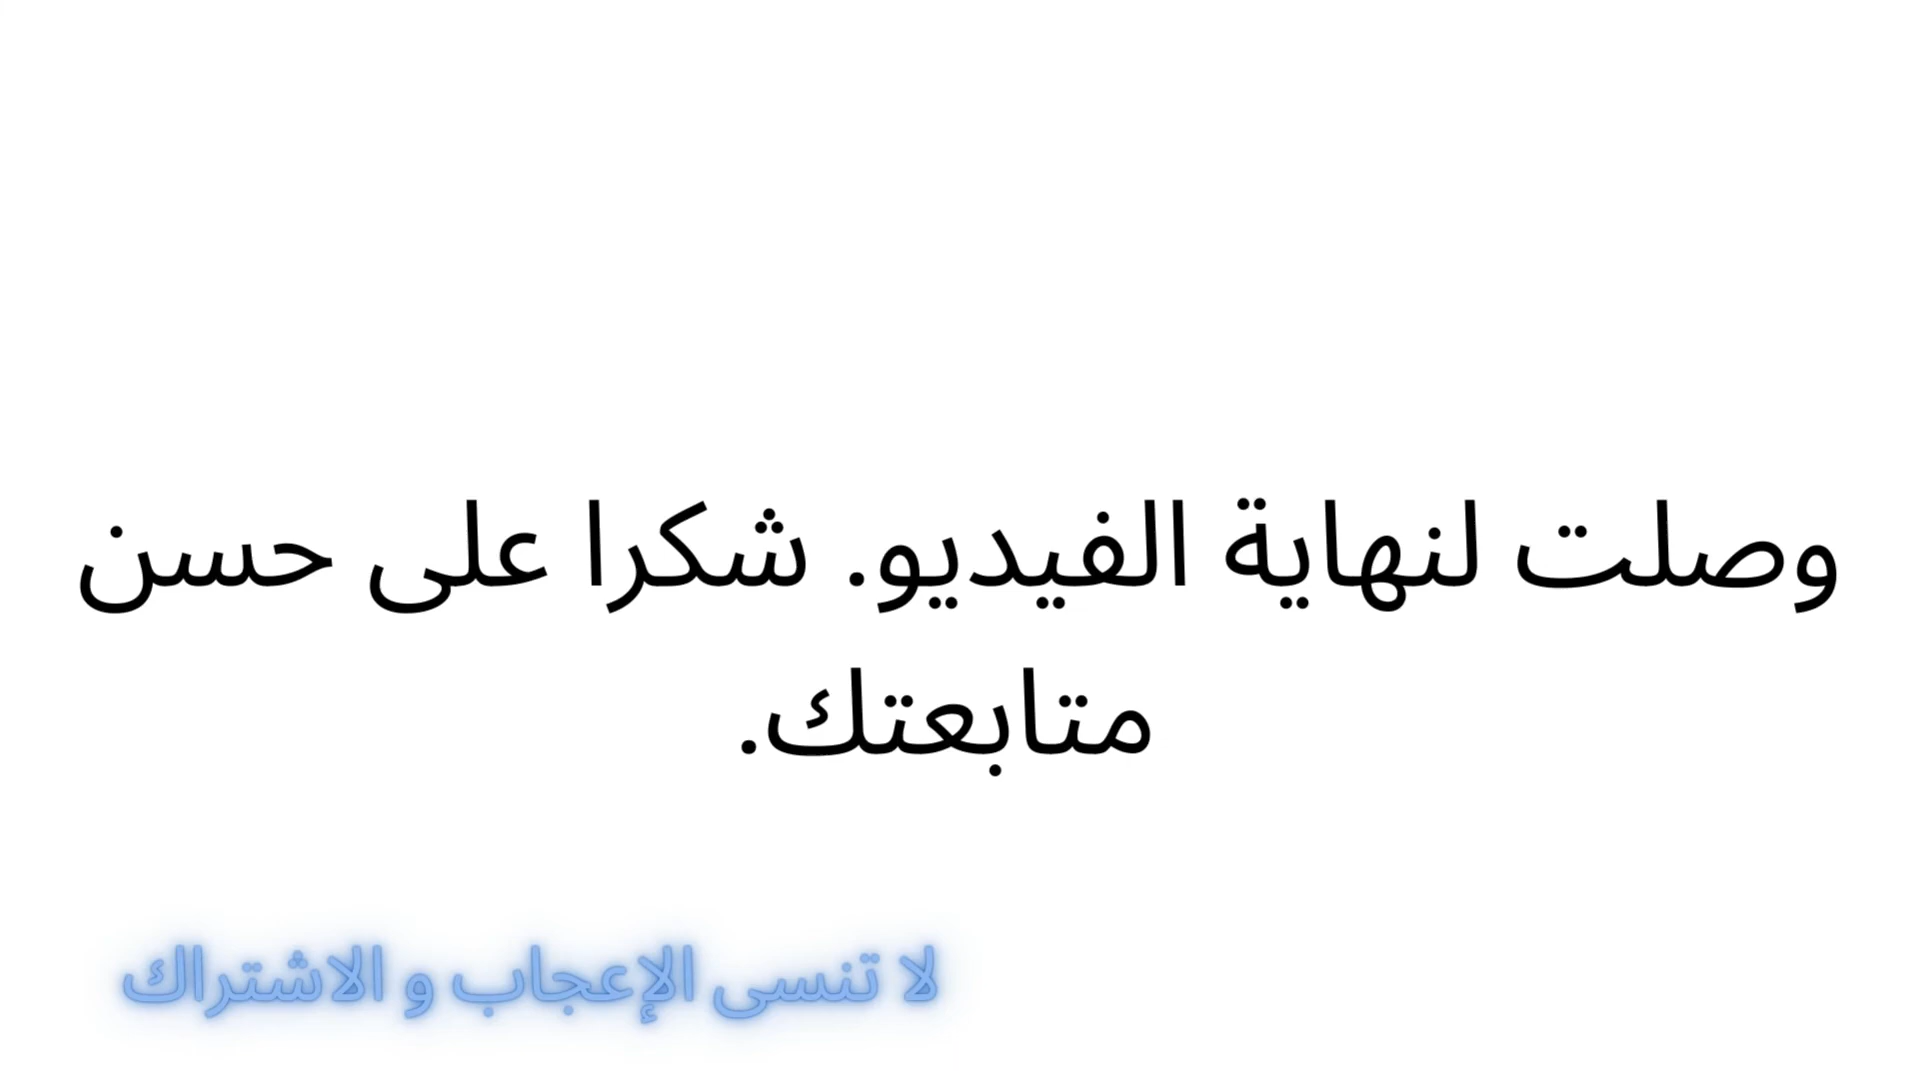 وصلت لنهاية الفيديو. شكرا على حسن
متابعتك.
لا تنسى الإعجاب و الاشتراك